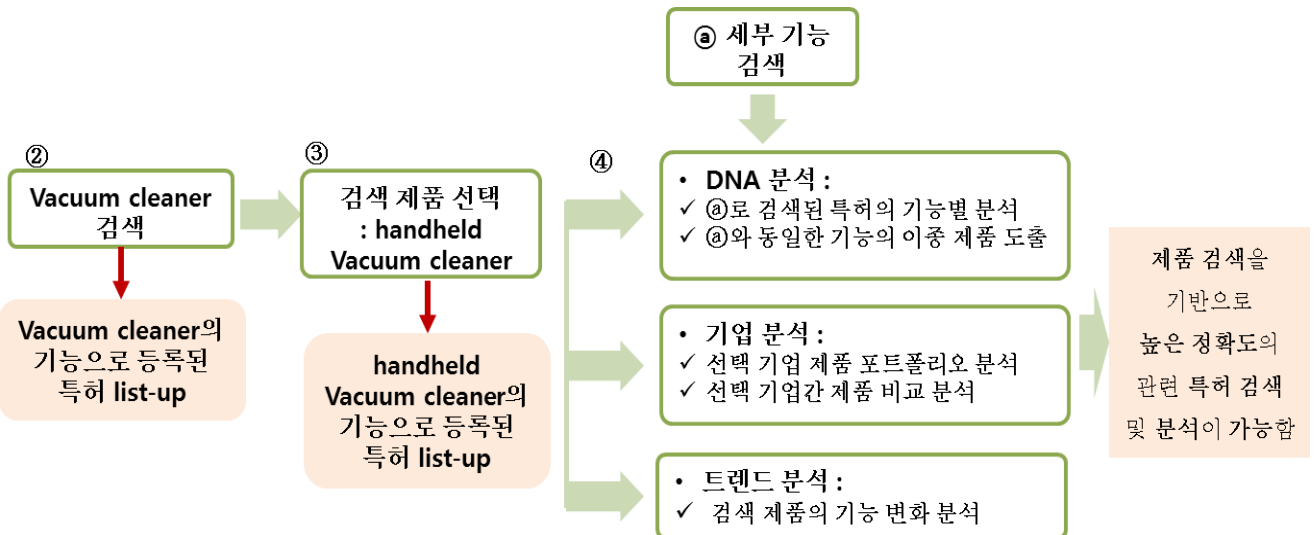 ⓐ 세부 기능
검색
②
Vacuum cleaner
검색
Vacuum cleaner의
기능으로 등록된
특허 list-up
③
검색 제품 선택
: handheld
Vacuum cleaner
handheld
Vacuum cleaner의
기능으로 등록된
특허 list-up
④
• DNA 분석 :
✓ ⓐ로 검색된 특허의 기능별 분석
✓ ⓐ와 동일한 기능의 이종 제품 도출
• 기업 분석 :
✓ 선택 기업 제품 포트폴리오 분석
✓ 선택 기업간 제품 비교 분석
• 트렌드 분석 :
✓ 검색 제품의 기능 변화 분석
제품 검색을
기반으로
높은 정확도의
관련 특허 검색
및 분석이 가능함